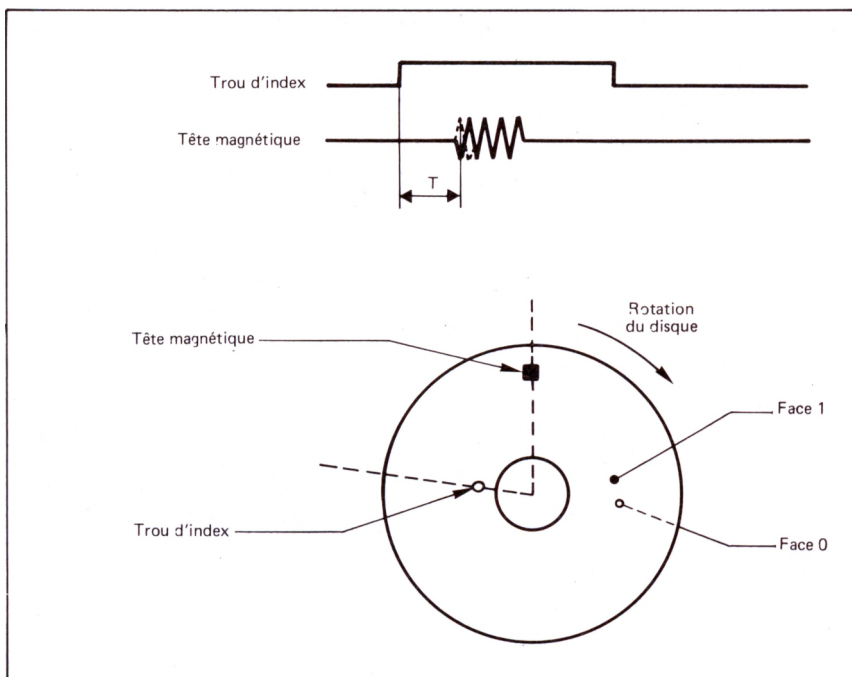 Trou d'index
Tête magnétique
T
Rotation
du disque
Tête magnétique
Face 1
Trou d'index
Face 0